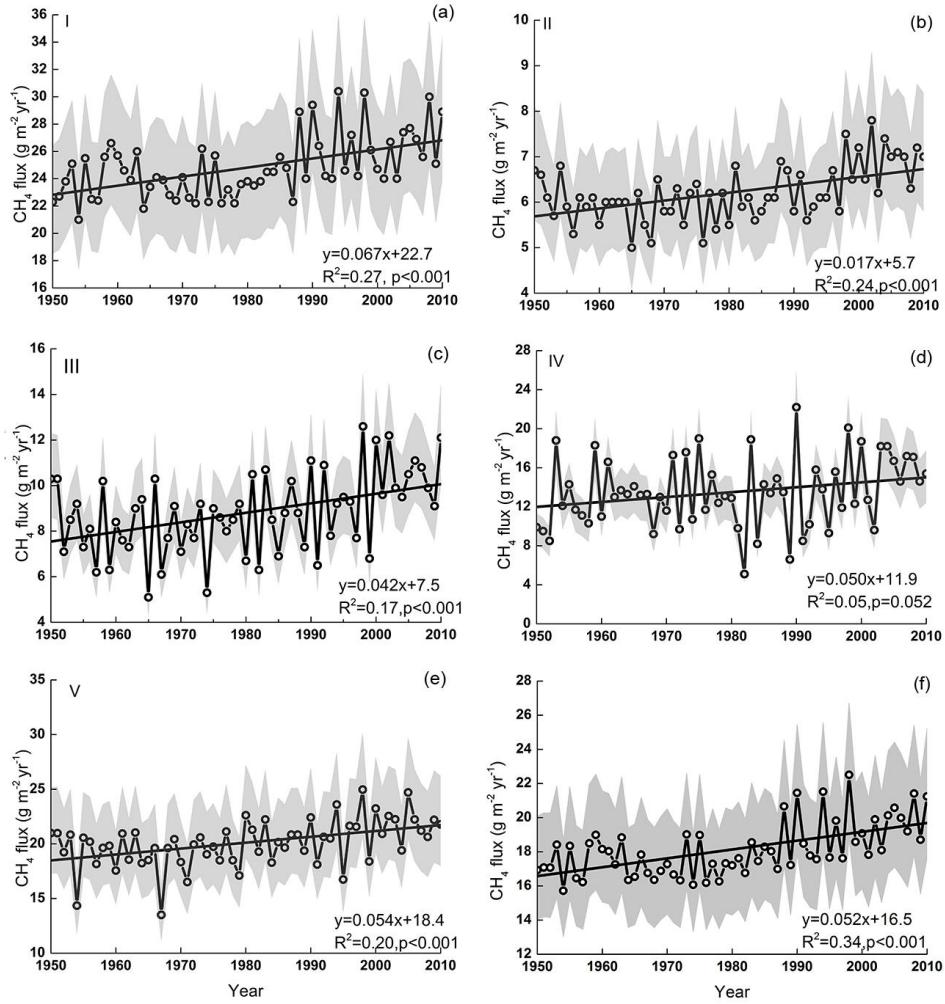 I
(a)
36
34
32
30
28
26
24
22
20
18
16
CH4 flux (g m-2 yr-1)
y=0.067x+22.7
R2=0.27, p<0.001
1950 1960 1970 1980 1990 2000 2010
II
(b)
10
9
8
7
6
5
4
CH4 flux (g m-2 yr-1)
y=0.017x+5.7
R2=0.24,p<0.001
1950 1960 1970 1980 1990 2000 2010
III
(c)
16
14
12
10
8
6
4
CH4 flux (g m-2 yr-1)
y=0.042x+7.5
R2=0.17,p<0.001
1950 1960 1970 1980 1990 2000 2010
IV
(d)
28
24
20
16
12
8
4
0
CH4 flux (g m-2 yr-1)
y=0.050x+11.9
R2=0.05,p=0.052
1950 1960 1970 1980 1990 2000 2010
V
(e)
35
30
25
20
15
10
CH4 flux (g m-2 yr-1)
y=0.054x+18.4
R2=0.20,p<0.001
1950 1960 1970 1980 1990 2000 2010
Year
(f)
28
26
24
22
20
18
16
14
12
CH4 flux (g m-2 yr-1)
y=0.052x+16.5
R2=0.34,p<0.001
1950 1960 1970 1980 1990 2000 2010
Year